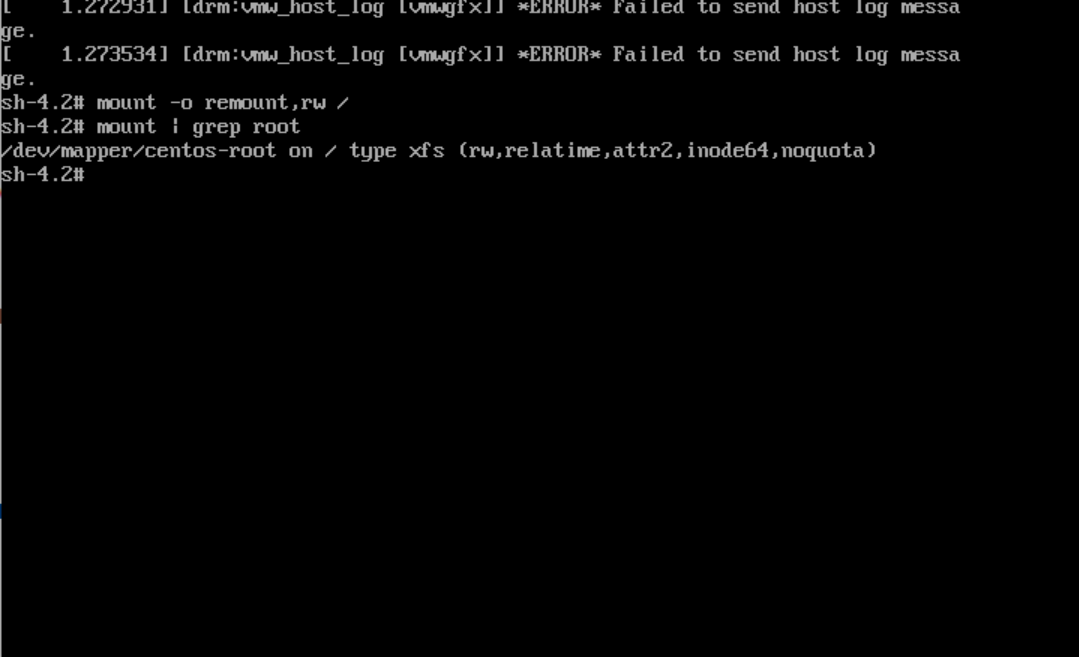 [    1.272931] [drm:vmw_host_log [vmwgfx]] *ERROR* Failed to send host log messa
ge.
[    1.273534] [drm:vmw_host_log [vmwgfx]] *ERROR* Failed to send host log messa
ge.
sh-4.2# mount -o remount,rw /
sh-4.2# mount | grep root
/dev/mapper/centos-root on / type xfs (rw,relatime,attr2,inode64,noquota)
sh-4.2#